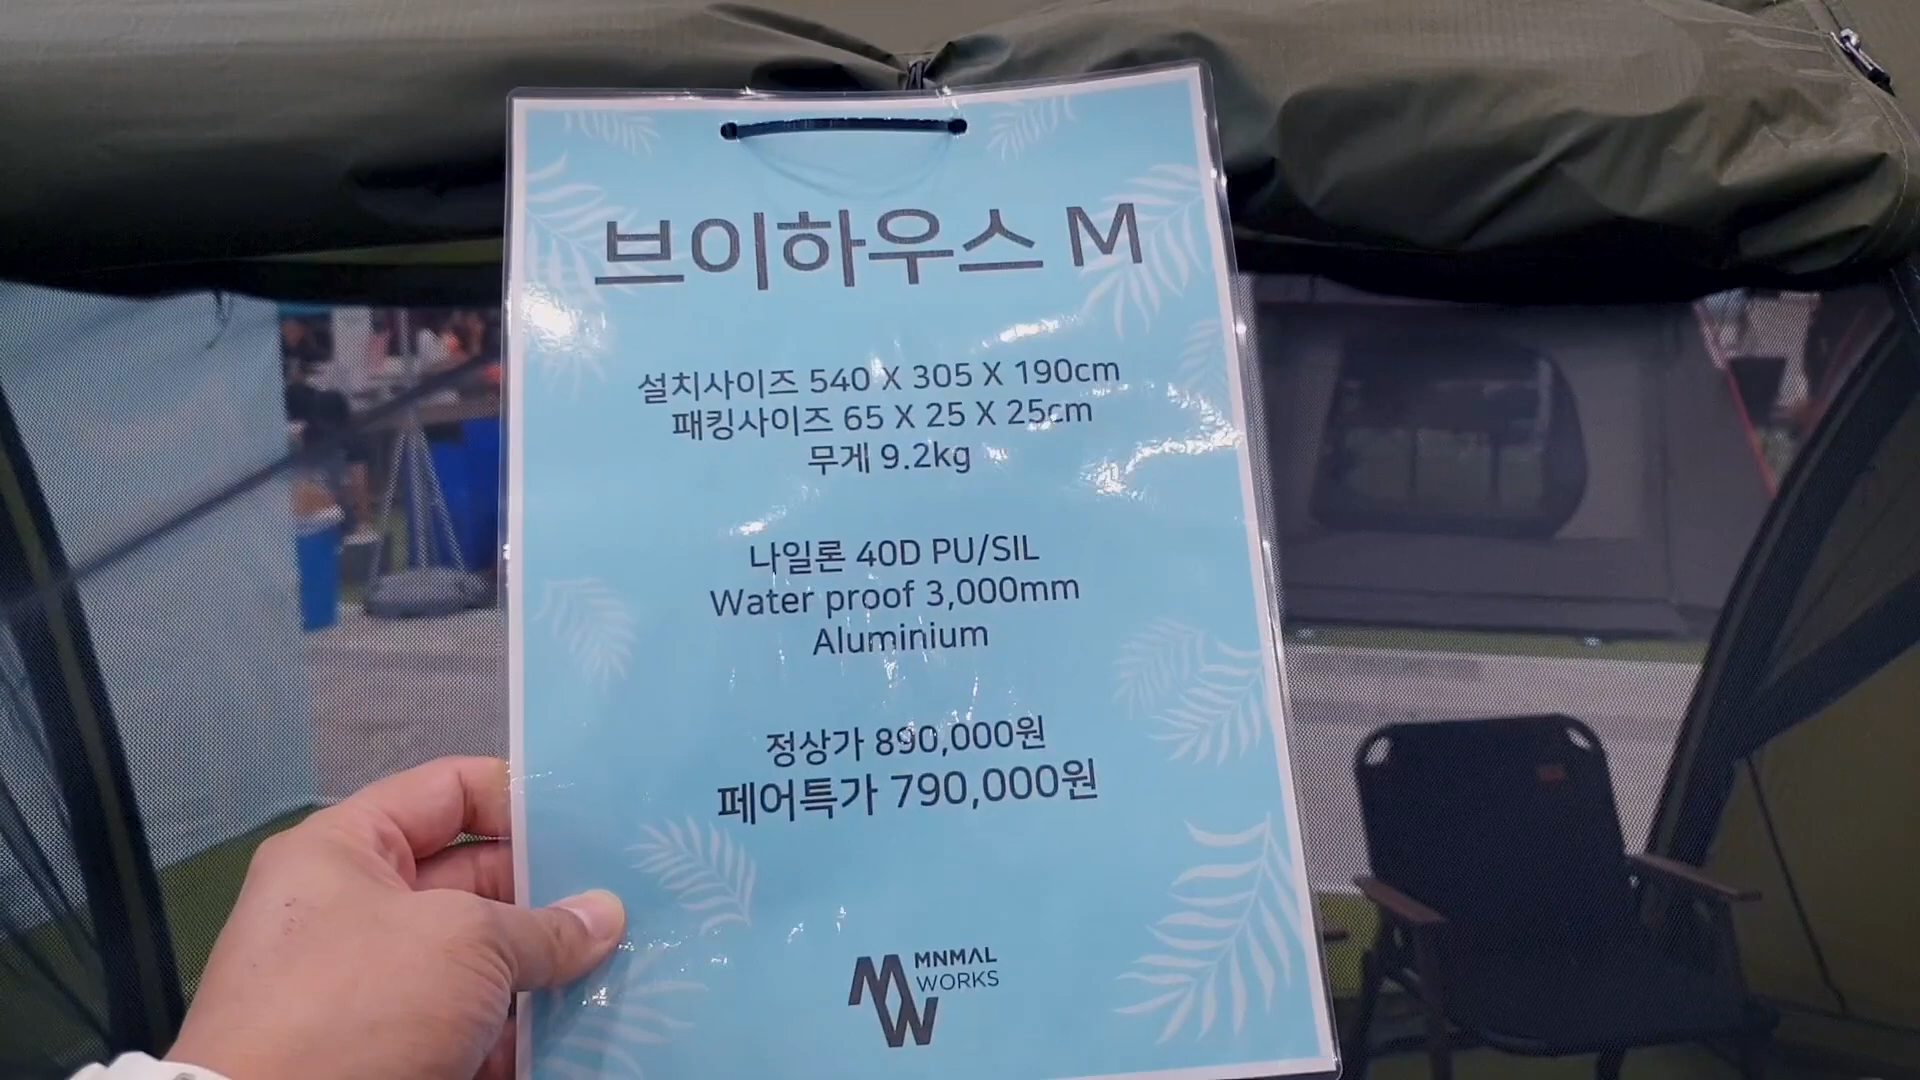 브이하우스 M
설치사이즈 540 X 305 X 190cm
패킹사이즈 65 X 25 X 25cm
무게 9.2kg
나일론 40D PU/SIL
Water proof 3,000mm
Aluminium
정상가 890,000원
페어특가 790,000원
MNMAL
WORKS